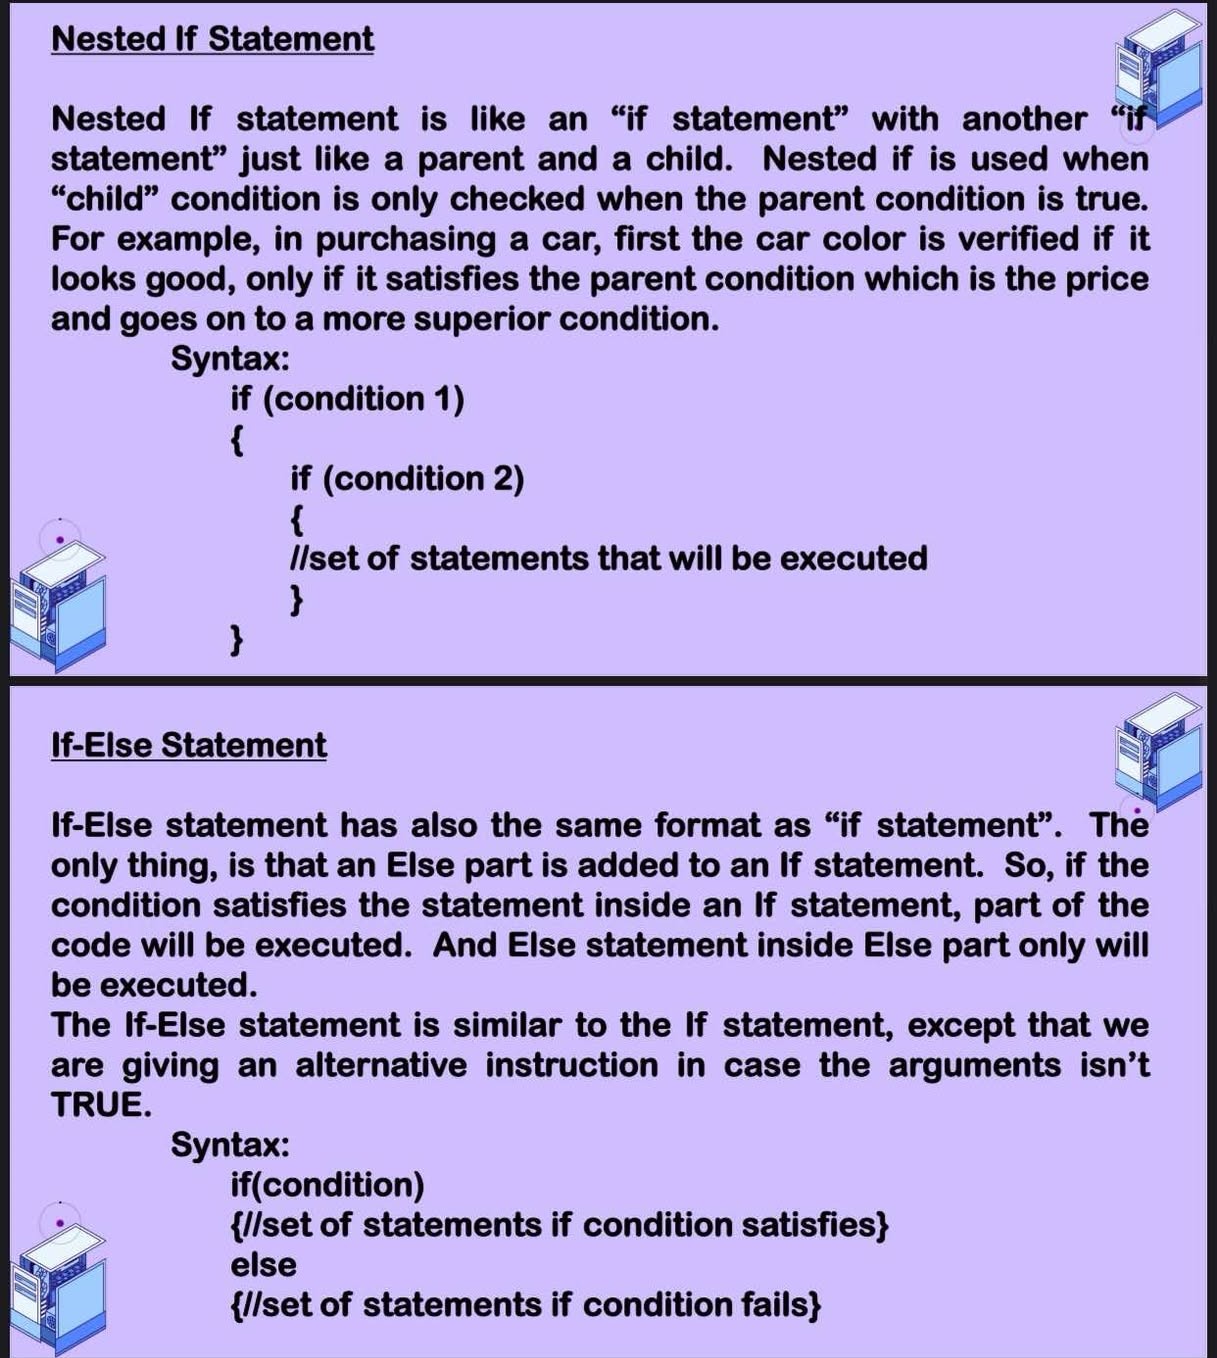 Nested If Statement
Nested If statement is like an “if statement” with another “if
statement” just like a parent and a child. Nested if is used when
“child” condition is only checked when the parent condition is true.
For example, in purchasing a car, first the car color is verified if it
looks good, only if it satisfies the parent condition which is the price
and goes on to a more superior condition.
Syntax:
if (condition 1)
{
if (condition 2)
{
//set of statements that will be executed
}
}
If-Else Statement
If-Else statement has also the same format as “if statement”. The
only thing, is that an Else part is added to an If statement. So, if the
condition satisfies the statement inside an If statement, part of the
code will be executed. And Else statement inside Else part only will
be executed.
The If-Else statement is similar to the If statement, except that we
are giving an alternative instruction in case the arguments isn’t
TRUE.
Syntax:
if(condition)
{//set of statements if condition satisfies}
else
{//set of statements if condition fails}